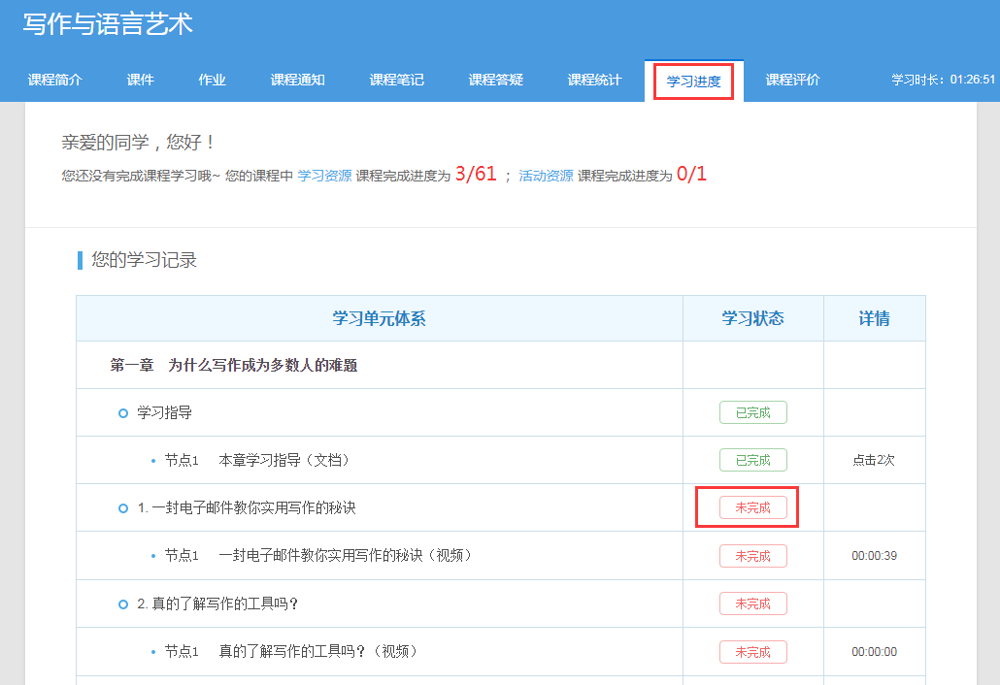 写作与语言艺术
课程简介 课件 作业 课程通知 课程笔记 课程答疑 课程统计 学习进度 课程评价 学习时长：01:26:51
亲爱的同学，您好！
您还没有完成课程学习哦~ 您的课程中 学习资源 课程完成进度为 3/61 ； 活动资源 课程完成进度为 0/1
您的学习记录
学习单元体系 学习状态 详情
第一章 为什么写作成为多数人的难题
学习指导 已完成
节点1 本章学习指导（文档） 已完成 点击2次
1. 一封电子邮件教你实用写作的秘诀 未完成
节点1 一封电子邮件教你实用写作的秘诀（视频） 未完成 00:00:39
2. 真的了解写作的工具吗？ 未完成
节点1 真的了解写作的工具吗？（视频） 未完成 00:00:00